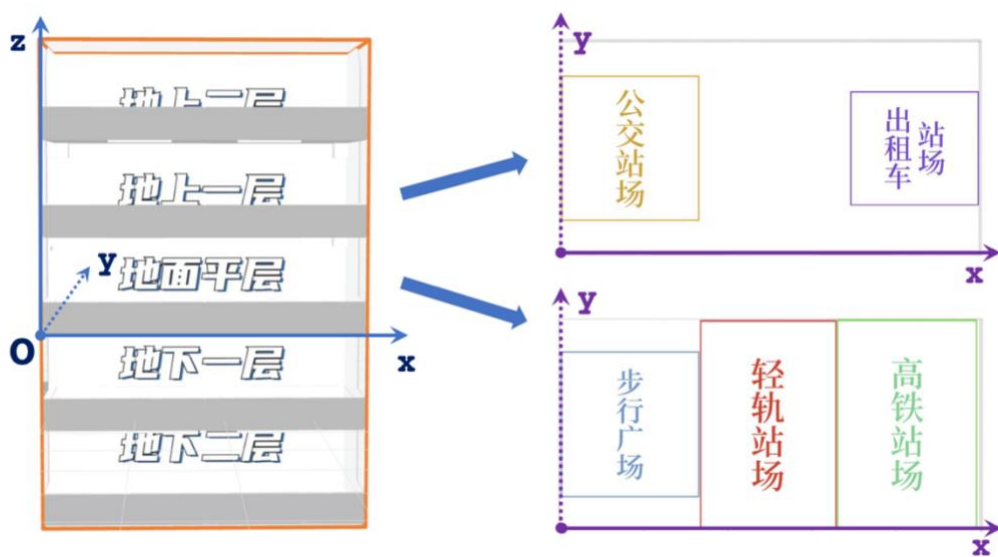 z
地上二层
地上一层
地面平层
y
O
x
地下一层
地下二层
y
公交站场
出租车
站场
x
y
步行广场
轻轨站场
高铁站场
x